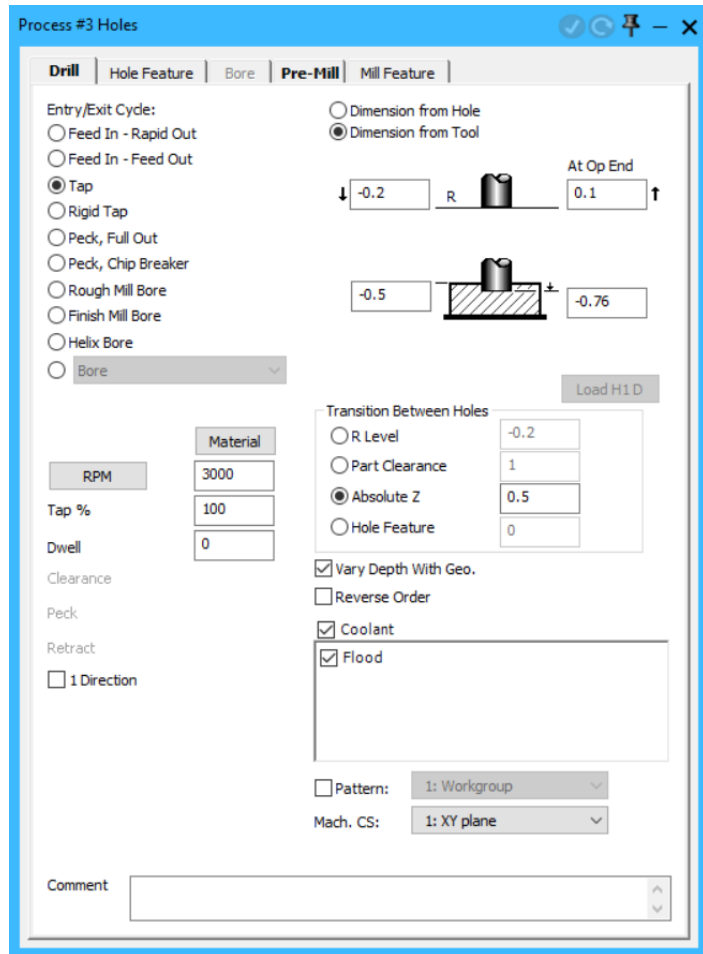 Process #3 Holes
Drill
Hole Feature
Bore
Pre-Mill
Mill Feature
Entry/Exit Cycle:
Feed In - Rapid Out
Feed In - Feed Out
Tap
Rigid Tap
Peck, Full Out
Peck, Chip Breaker
Rough Mill Bore
Finish Mill Bore
Helix Bore
Bore
Dimension from Hole
Dimension from Tool
At Op End
-0.2
R
0.1
-0.5
-0.76
Load H1 D
Material
RPM
3000
Tap %
100
Dwell
0
Clearance
Peck
Retract
1 Direction
Transition Between Holes
R Level
-0.2
Part Clearance
1
Absolute Z
0.5
Hole Feature
0
Vary Depth With Geo.
Reverse Order
Coolant
Flood
Pattern:
1: Workgroup
Mach. CS:
1: XY plane
Comment